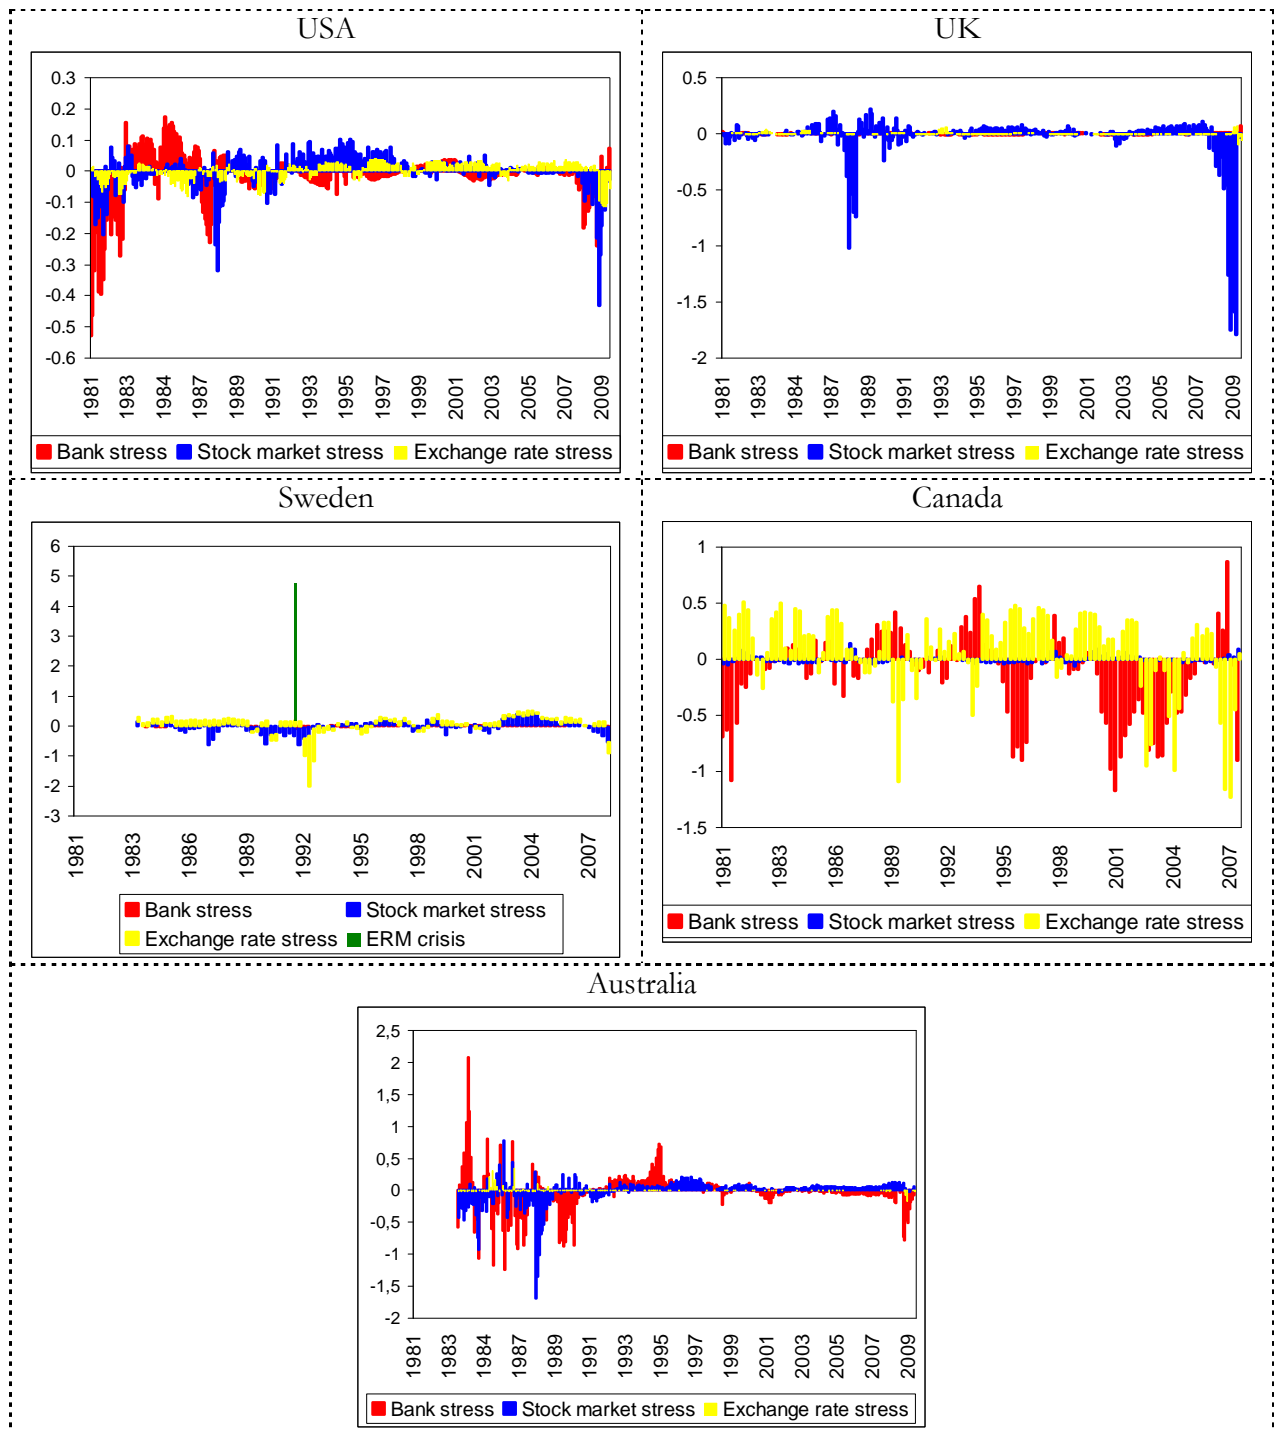 USA
0.3
0.2
0.1
0
-0.1
-0.2
-0.3
-0.4
-0.5
-0.6
1981 1983 1984 1987 1989 1991 1993 1995 1997 1999 2001 2003 2005 2007 2009
Bank stress Stock market stress Exchange rate stress
UK
0.5
0
-0.5
-1
-1.5
-2
1981 1983 1984 1987 1989 1991 1993 1995 1997 1999 2001 2003 2005 2007 2009
Bank stress Stock market stress Exchange rate stress
Sweden
6
5
4
3
2
1
0
-1
-2
-3
1981 1983 1986 1989 1992 1995 1998 2001 2004 2007
Bank stress Stock market stress
Exchange rate stress ERM crisis
Canada
1
0.5
0
-0.5
-1
-1.5
1981 1983 1986 1989 1992 1995 1998 2001 2004 2007
Bank stress Stock market stress Exchange rate stress
Australia
2,5
2
1,5
1
0,5
0
-0,5
-1
-1,5
-2
1981 1983 1984 1987 1989 1991 1993 1995 1999 2001 2003 2005 2007 2009
Bank stress Stock market stress Exchange rate stress